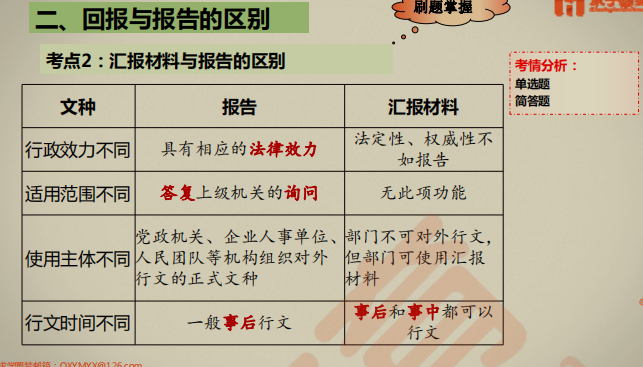 二、回报与报告的区别
刷题掌握
考点2：汇报材料与报告的区别
考情分析：
单选题
简答题
文种 报告 汇报材料
行政效力不同 具有相应的法律效力 法定性、权威性不
如报告
适用范围不同 答复上级机关的询问 无此项功能
使用主体不同
党政机关、企业人事单位、
人民团队等机构组织对外
行文的正式文种
部门不可对外行文，
但部门可使用汇报
材料
行文时间不同 一般事后行文 事后和事中都可以
行文